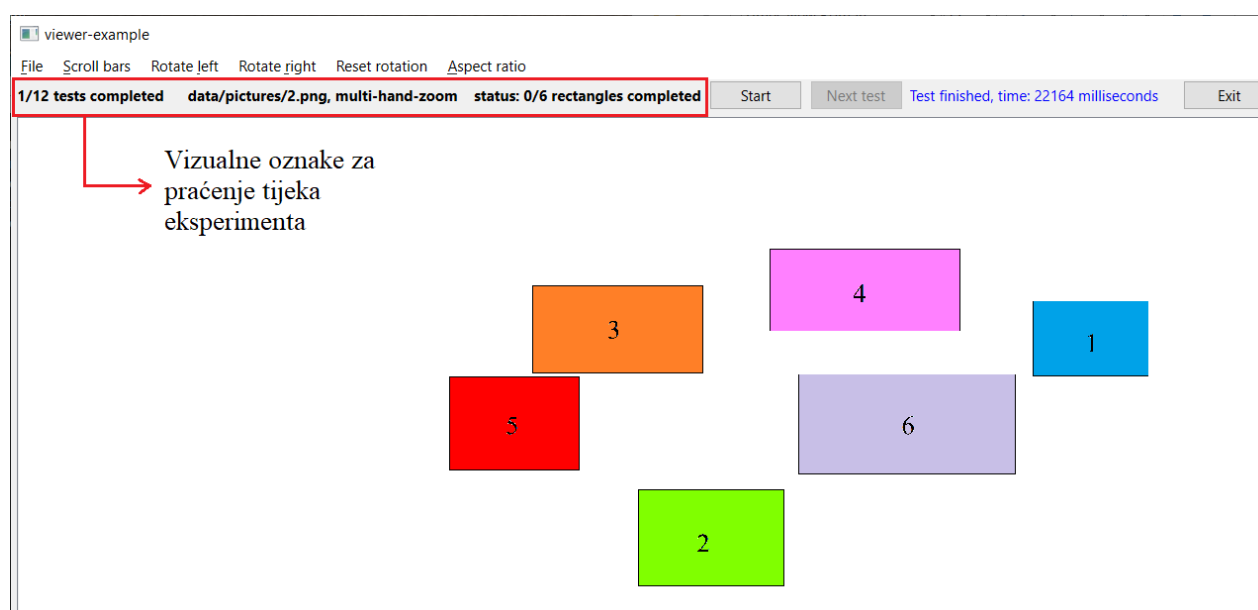 viewer-example
File Scroll bars Rotate left Rotate right Reset rotation Aspect ratio
1/12 tests completed data/pictures/2.png, multi-hand-zoom status: 0/6 rectangles completed Start Next test Test finished, time: 22164 milliseconds Exit
Vizualne oznake za
praćenje tijeka
eksperimenta
4
3
1
5
6
2